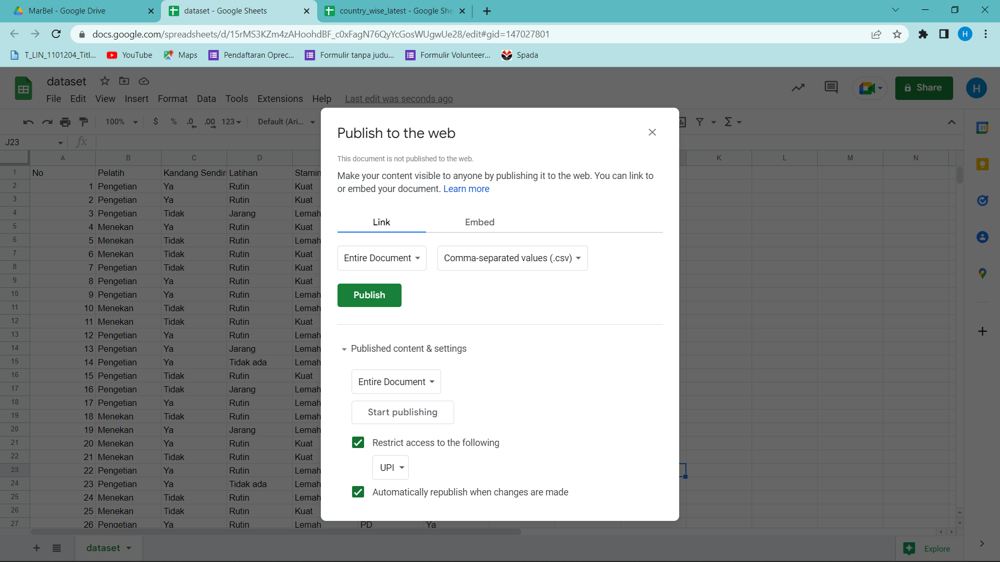 MarBel - Google Drive
dataset - Google Sheets
country_wise_latest - Google She
docs.google.com/spreadsheets/d/15rMS3KZm4zAHoohdBF_c0xFagN76QyYcGosWUgwUe28/edit#gid=147027801
H
T_LIN_1101204_Titl...
YouTube
Maps
Pendaftaran Oprec...
Formulir tanpa judu...
Formulir Volunteer...
Spada
dataset
File Edit View Insert Format Data Tools Extensions Help Last edit was seconds ago
Share
H
100% $ % .0 .00 123 Default (Ari...
J23 fx
A B C D K L M N
1 No Pelatih Kandang Sendiri Latihan Stamin
2 1 Pengetian Ya Rutin Kuat
3 2 Pengetian Ya Rutin Kuat
4 3 Pengetian Tidak Jarang Lemah
5 4 Menekan Ya Rutin Kuat
6 5 Menekan Tidak Rutin Lemah
7 6 Menekan Tidak Rutin Kuat
8 7 Pengetian Tidak Rutin Kuat
9 8 Pengetian Ya Rutin Kuat
10 9 Pengetian Ya Rutin Lemah
11 10 Menekan Tidak Rutin Lemah
12 11 Menekan Tidak Rutin Kuat
13 12 Pengetian Ya Rutin Lemah
14 13 Pengetian Ya Jarang Lemah
15 14 Pengetian Ya Tidak ada Lemah
16 15 Pengetian Tidak Rutin Kuat
17 16 Pengetian Tidak Jarang Lemah
18 17 Pengetian Ya Rutin Lemah
19 18 Menekan Tidak Rutin Lemah
20 19 Menekan Ya Jarang Lemah
21 20 Menekan Ya Rutin Kuat
22 21 Menekan Tidak Rutin Kuat
23 22 Pengetian Ya Rutin Lemah
24 23 Pengetian Ya Tidak ada Lemah
25 24 Menekan Tidak Rutin Lemah
26 25 Menekan Tidak Rutin Kuat
27 26 Pengetian Ya Rutin Lemah PD Ya
Publish to the web
This document is not published to the web.
Make your content visible to anyone by publishing it to the web. You can link to
or embed your document. Learn more
Link Embed
Entire Document Comma-separated values (.csv)
Publish
Published content & settings
Entire Document
Start publishing
Restrict access to the following
UPI
Automatically republish when changes are made
31
dataset
Explore